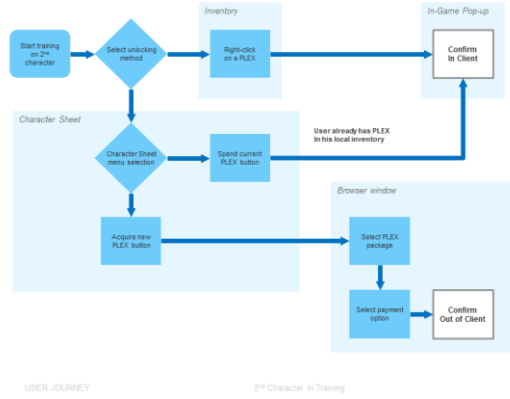 Inventory
In-Game Pop-up
Start training
on 2nd
character
Select unlocking
method
Right-click
on a PLEX
Confirm
In Client
Character Sheet
User already has PLEX
In his local inventory
Character Sheet
menu selection
Spend current
PLEX button
Browser window
Acquire new
PLEX button
Select PLEX
package
Select payment
option
Confirm
Out of Client
USER JOURNEY
2nd Character in Training